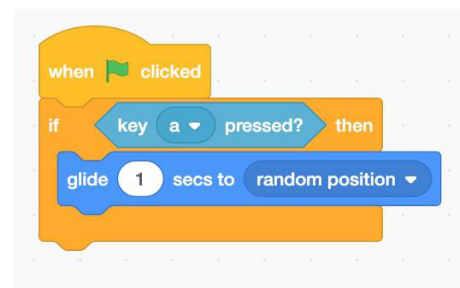 when clicked
if key a pressed? then
glide 1 secs to random position